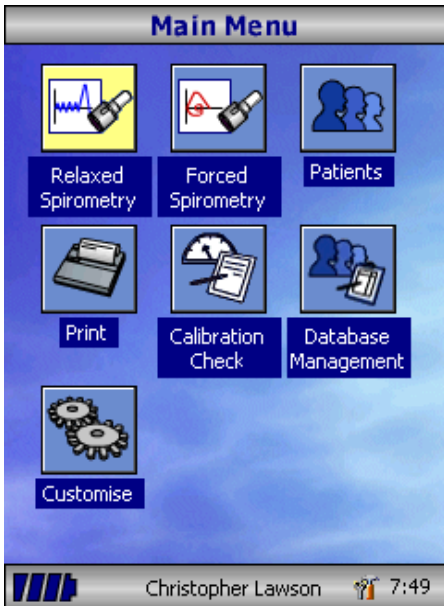 Main Menu
Relaxed
Spirometry
Forced
Spirometry
Patients
Print
Calibration
Check
Database
Management
Customise
Christopher Lawson 7:49